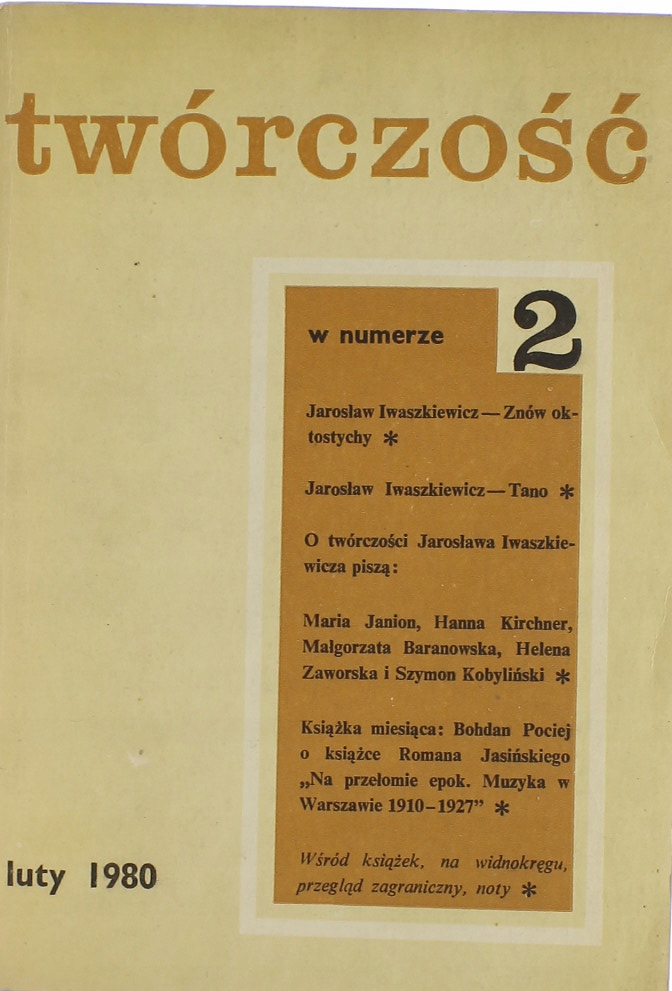 twórczość
w numerze
2
Jarosław Iwaszkiewicz — Znów ok-
tostychy *
Jarosław Iwaszkiewicz — Tano *
O twórczości Jarosława Iwaszkie-
wicza piszą:
Maria Janion, Hanna Kirchner,
Małgorzata Baranowska, Helena
Zaworska i Szymon Kobyliński *
Książka miesiąca: Bohdan Pociej
o książce Romana Jasińskiego
„Na przełomie epok. Muzyka w
Warszawie 1910–1927” *
Wśród książek, na widnokręgu,
przegląd zagraniczny, noty *
luty 1980